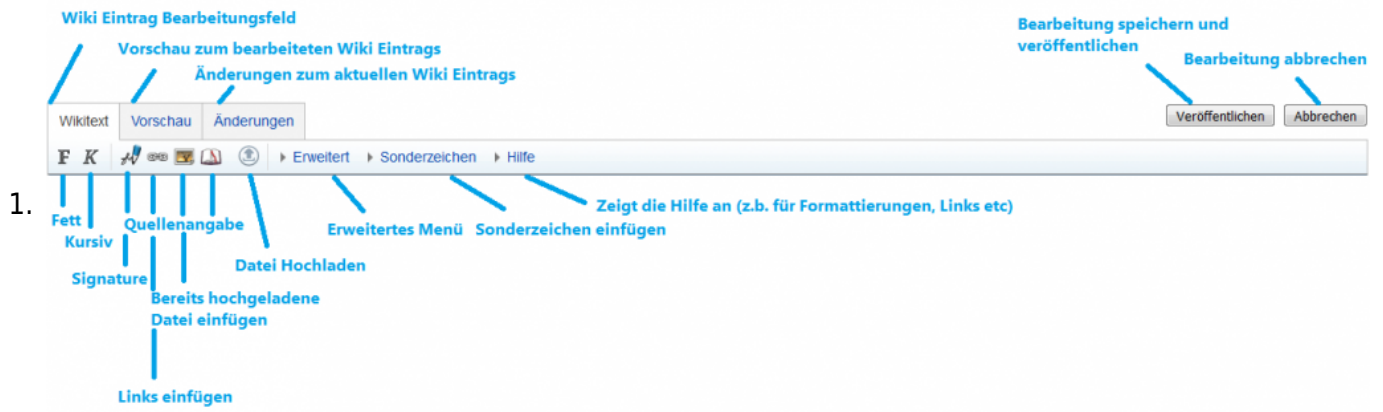 Wiki Eintrag Bearbeitungsfeld
Vorschau zum bearbeiteten Wiki Eintrags
Änderungen zum aktuellen Wiki Eintrags
Bearbeitung speichern und
veröffentlichen
Bearbeitung abbrechen
Wikitext Vorschau Änderungen
Veröffentlichen Abbrechen
F K Erweitert Sonderzeichen Hilfe
1.
Fett
Kursiv
Signature
Quellenangabe
Bereits hochgeladene
Datei einfügen
Links einfügen
Datei Hochladen
Erweitertes Menü
Sonderzeichen einfügen
Zeigt die Hilfe an (z.b. für Formattierungen, Links etc)